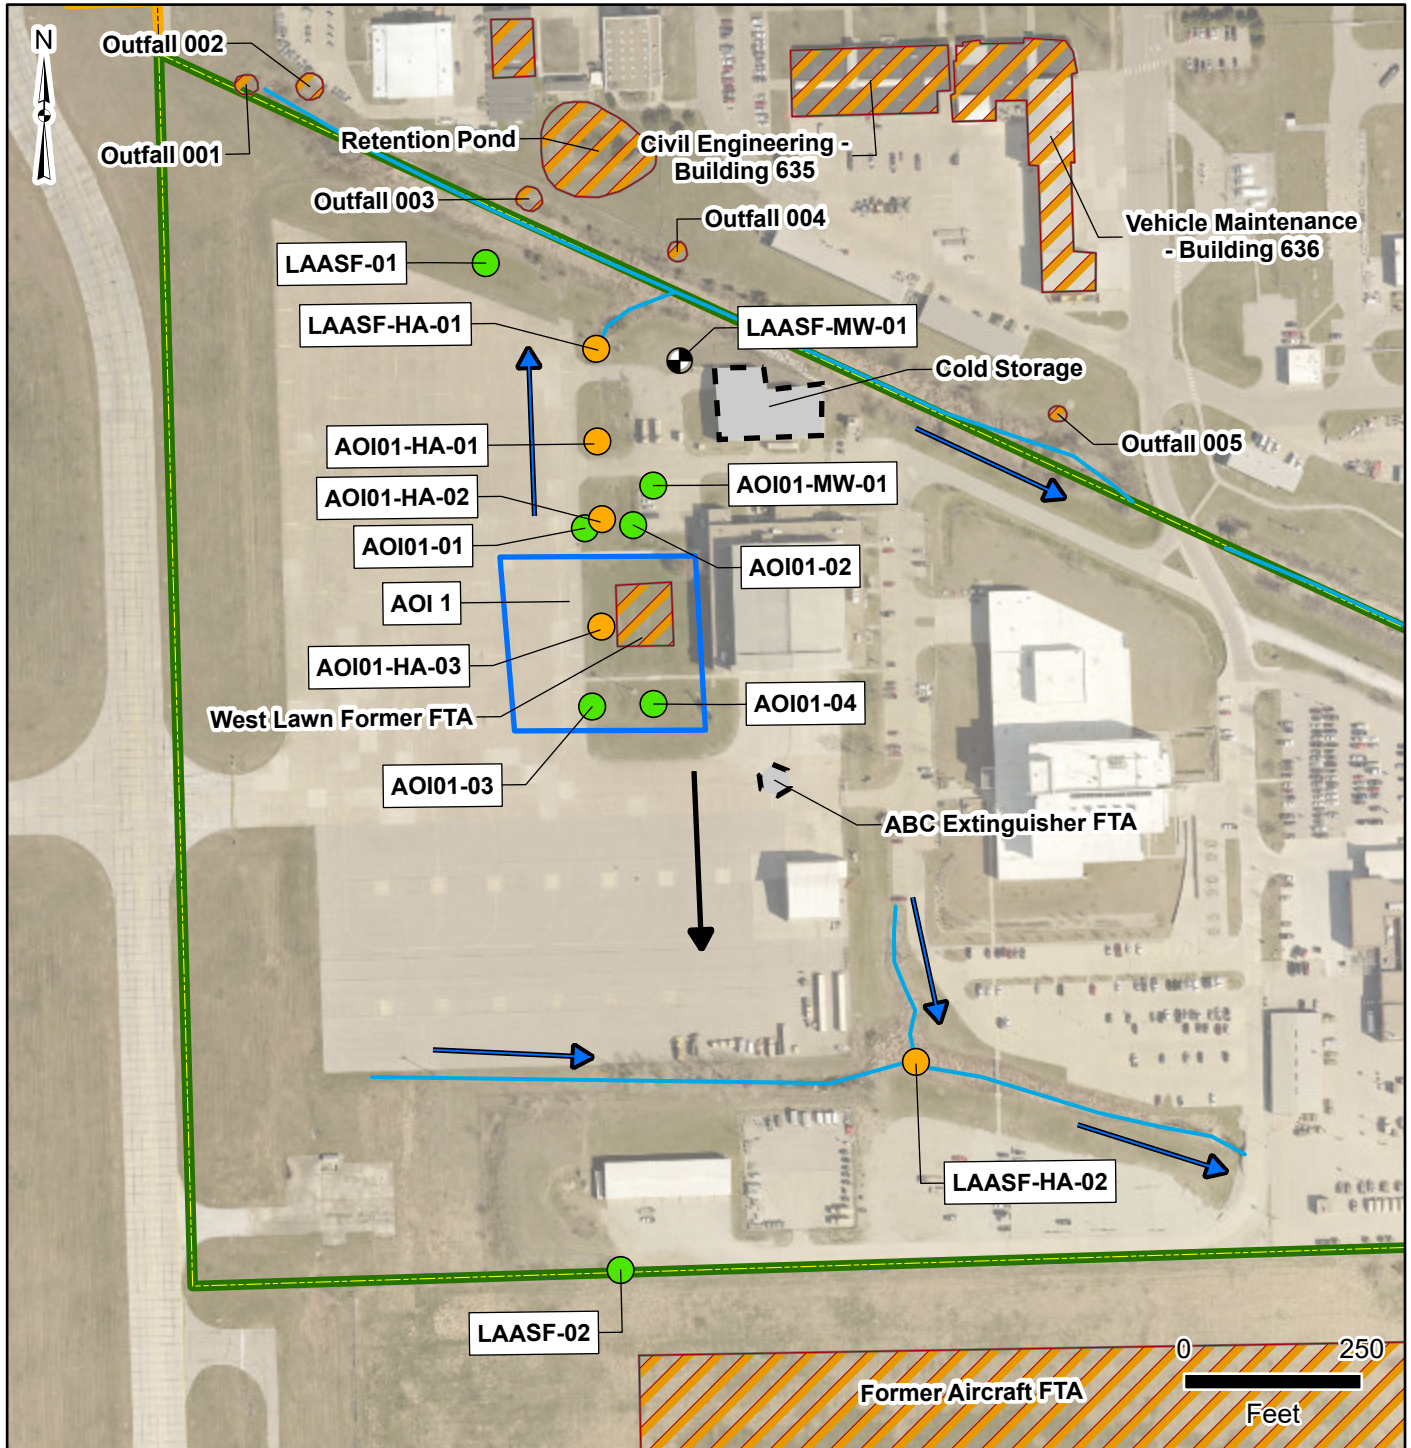 N
Outfall 002
Outfall 001
Retention Pond
Civil Engineering -
Building 635
Outfall 003
Outfall 004
Vehicle Maintenance
- Building 636
LAASF-01
LAASF-HA-01
LAASF-MW-01
Cold Storage
Outfall 005
AOI01-HA-01
AOI01-MW-01
AOI01-HA-02
AOI01-01
AOI01-02
AOI 1
AOI01-HA-03
West Lawn Former FTA
AOI01-04
AOI01-03
ABC Extinguisher FTA
LAASF-HA-02
LAASF-02
0 250
Feet
Former Aircraft FTA